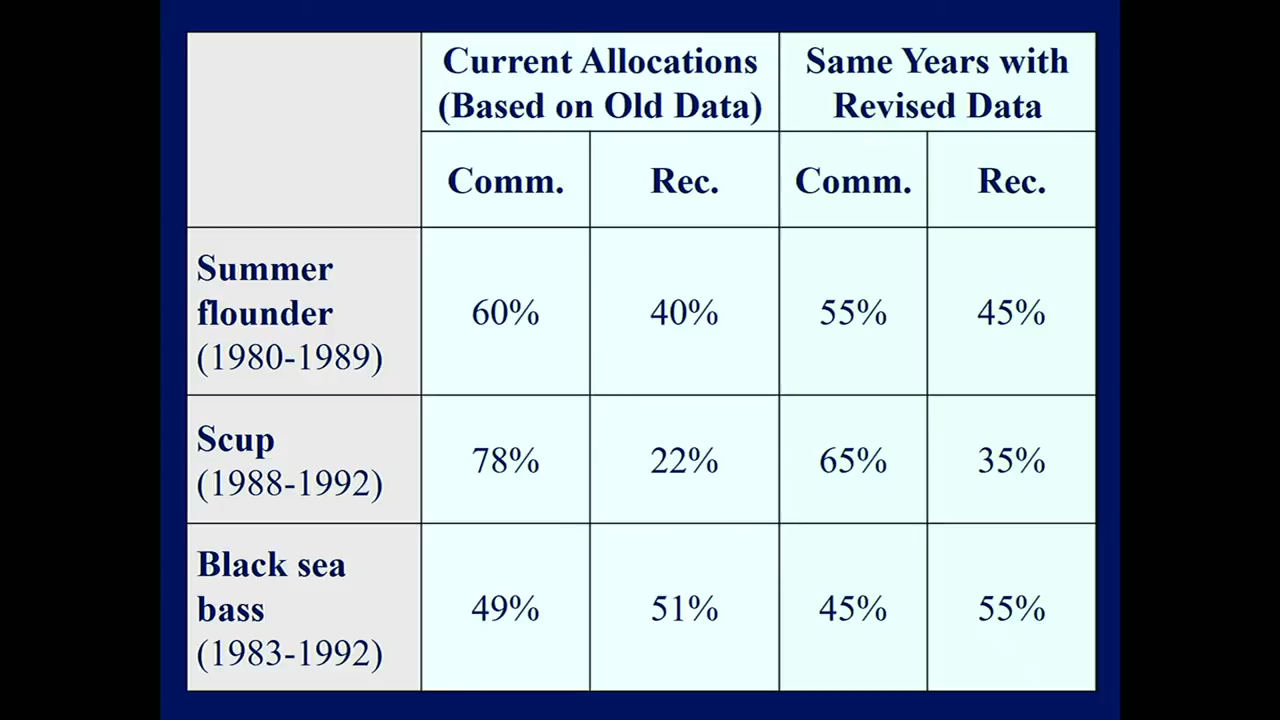 Current Allocations
(Based on Old Data)
Same Years with
Revised Data
Comm.
Rec.
Comm.
Rec.
Summer
flounder
(1980-1989)
60%
40%
55%
45%
Scup
(1988-1992)
78%
22%
65%
35%
Black sea
bass
(1983-1992)
49%
51%
45%
55%